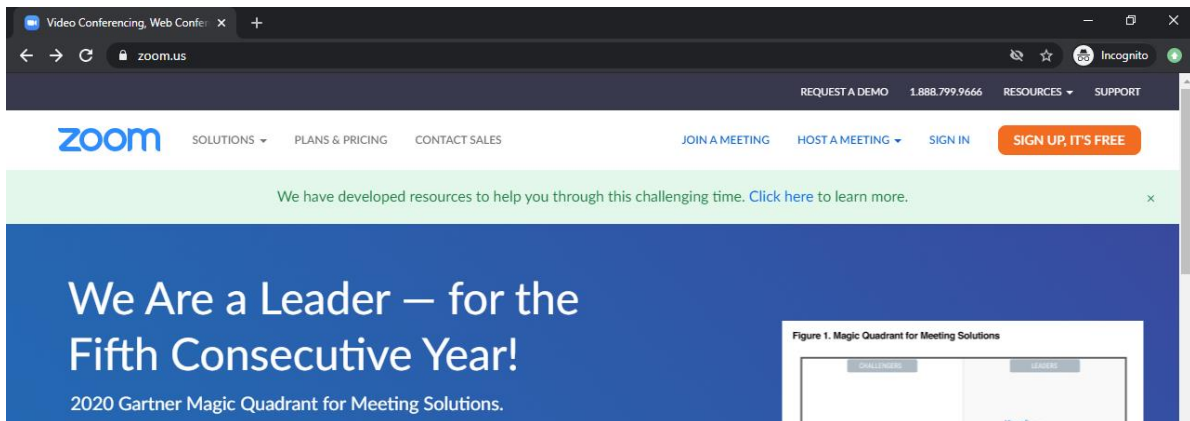 Video Conferencing, Web Confer
zoom.us
Incognito
REQUEST A DEMO 1.888.799.9666 RESOURCES SUPPORT
zoom SOLUTIONS PLANS & PRICING CONTACT SALES JOIN A MEETING HOST A MEETING SIGN IN SIGN UP, IT'S FREE
We have developed resources to help you through this challenging time. Click here to learn more.
We Are a Leader — for the
Fifth Consecutive Year!
2020 Gartner Magic Quadrant for Meeting Solutions.
Figure 1. Magic Quadrant for Meeting Solutions
CHALLENGERS LEADERS